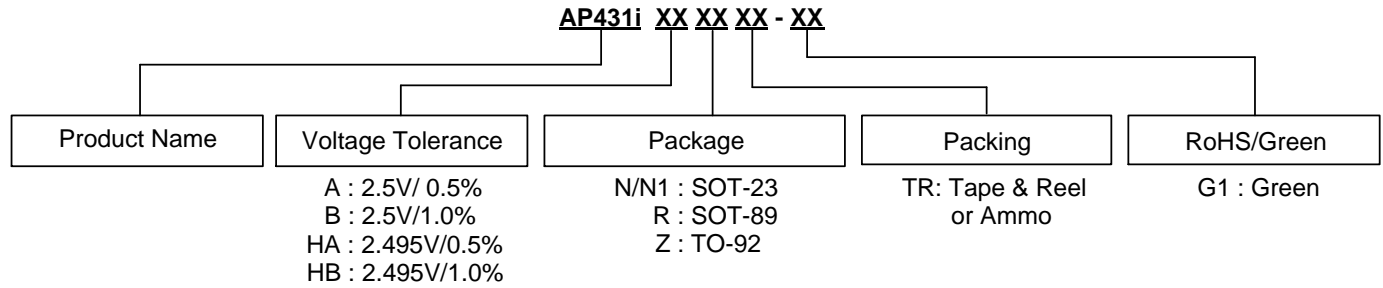 AP431i XX XX XX - XX
Product Name
Voltage Tolerance
Package
Packing
RoHS/Green
A : 2.5V/ 0.5%
B : 2.5V/1.0%
HA : 2.495V/0.5%
HB : 2.495V/1.0%
N/N1 : SOT-23
R : SOT-89
Z : TO-92
TR: Tape & Reel
or Ammo
G1 : Green